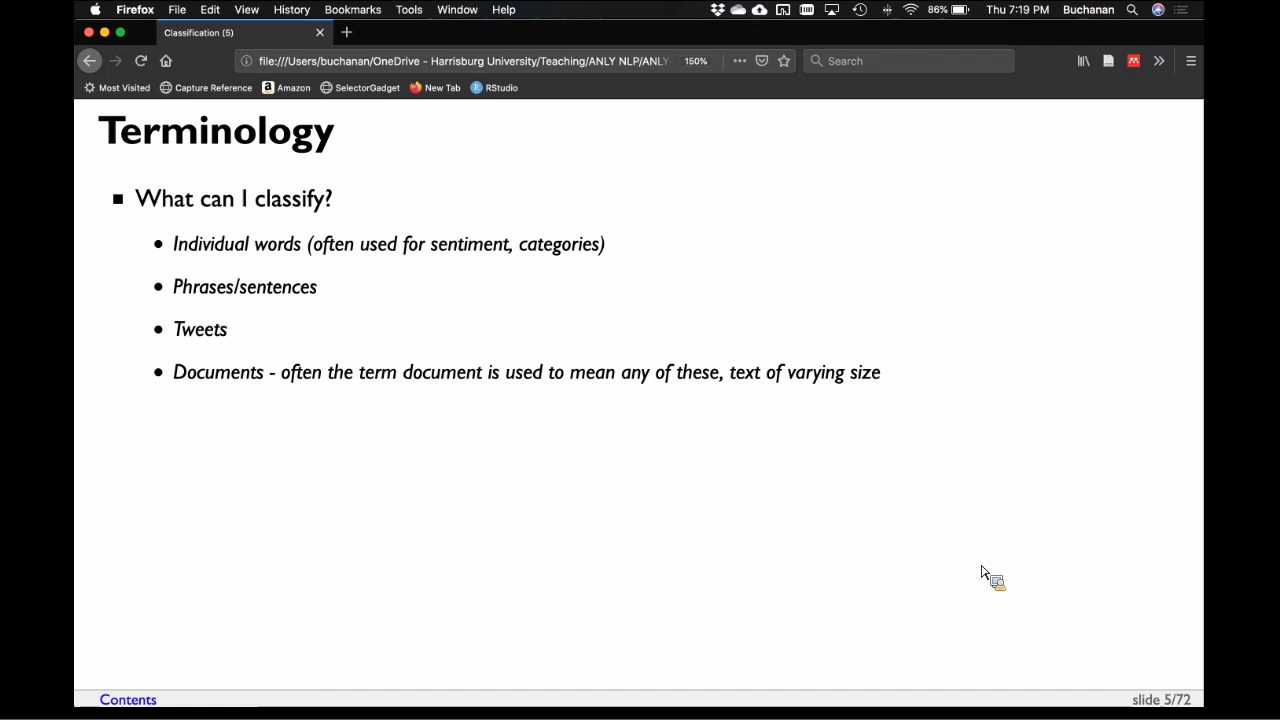 Firefox File Edit View History Bookmarks Tools Window Help 86% Thu 7:19 PM Buchanan
Classification (5)
file:///Users/buchanan/OneDrive - Harrisburg University/Teaching/ANLY NLP/ANLY 150% Search
Most Visited Capture Reference Amazon SelectorGadget New Tab RStudio
Terminology
What can I classify?
Individual words (often used for sentiment, categories)
Phrases/sentences
Tweets
Documents - often the term document is used to mean any of these, text of varying size
Contents slide 5/72